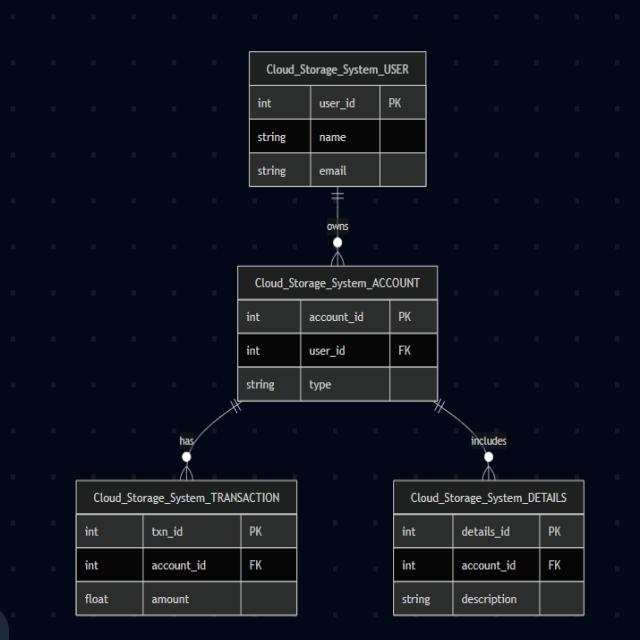 Cloud_Storage_System_USER
int user_id PK
string name
string email
owns
Cloud_Storage_System_ACCOUNT
int account_id PK
int user_id FK
string type
has
includes
Cloud_Storage_System_TRANSACTION
int txn_id PK
int account_id FK
float amount
Cloud_Storage_System_DETAILS
int details_id PK
int account_id FK
string description